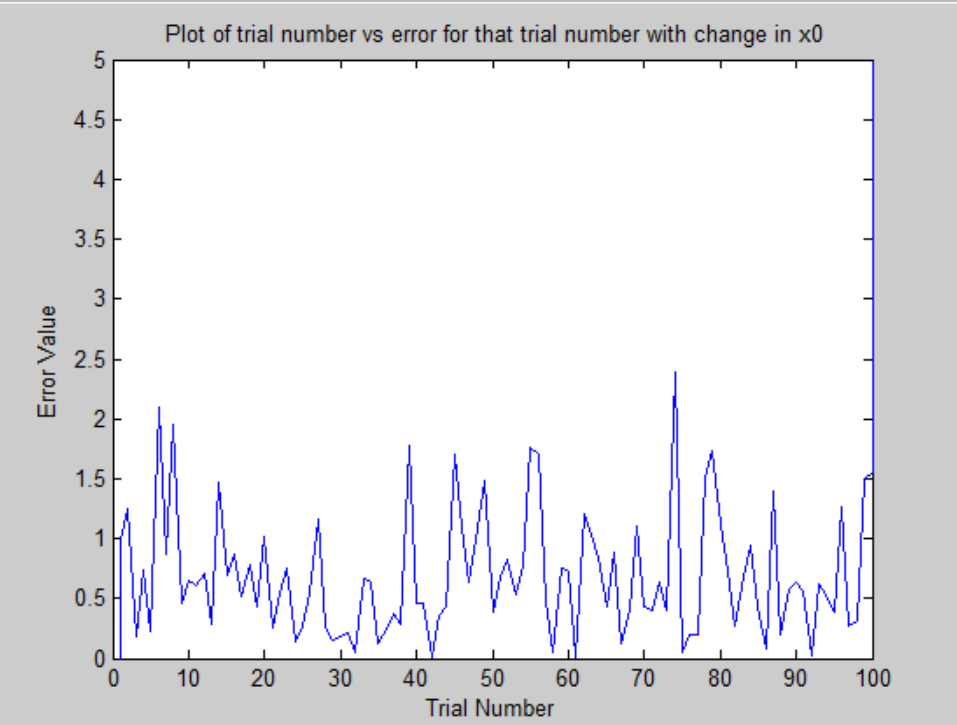 Plot of trial number vs error for that trial number with change in x0
5
4.5
4
3.5
3
2.5
2
1.5
1
0.5
0
Error Value
0 10 20 30 40 50 60 70 80 90 100
Trial Number